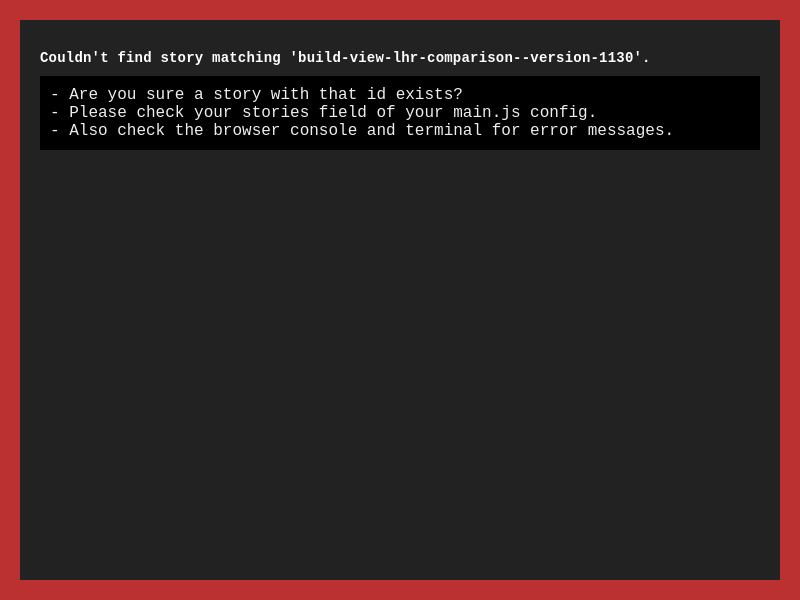 Couldn't find story matching 'build-view-lhr-comparison--version-1130'.
- Are you sure a story with that id exists?
- Please check your stories field of your main.js config.
- Also check the browser console and terminal for error messages.